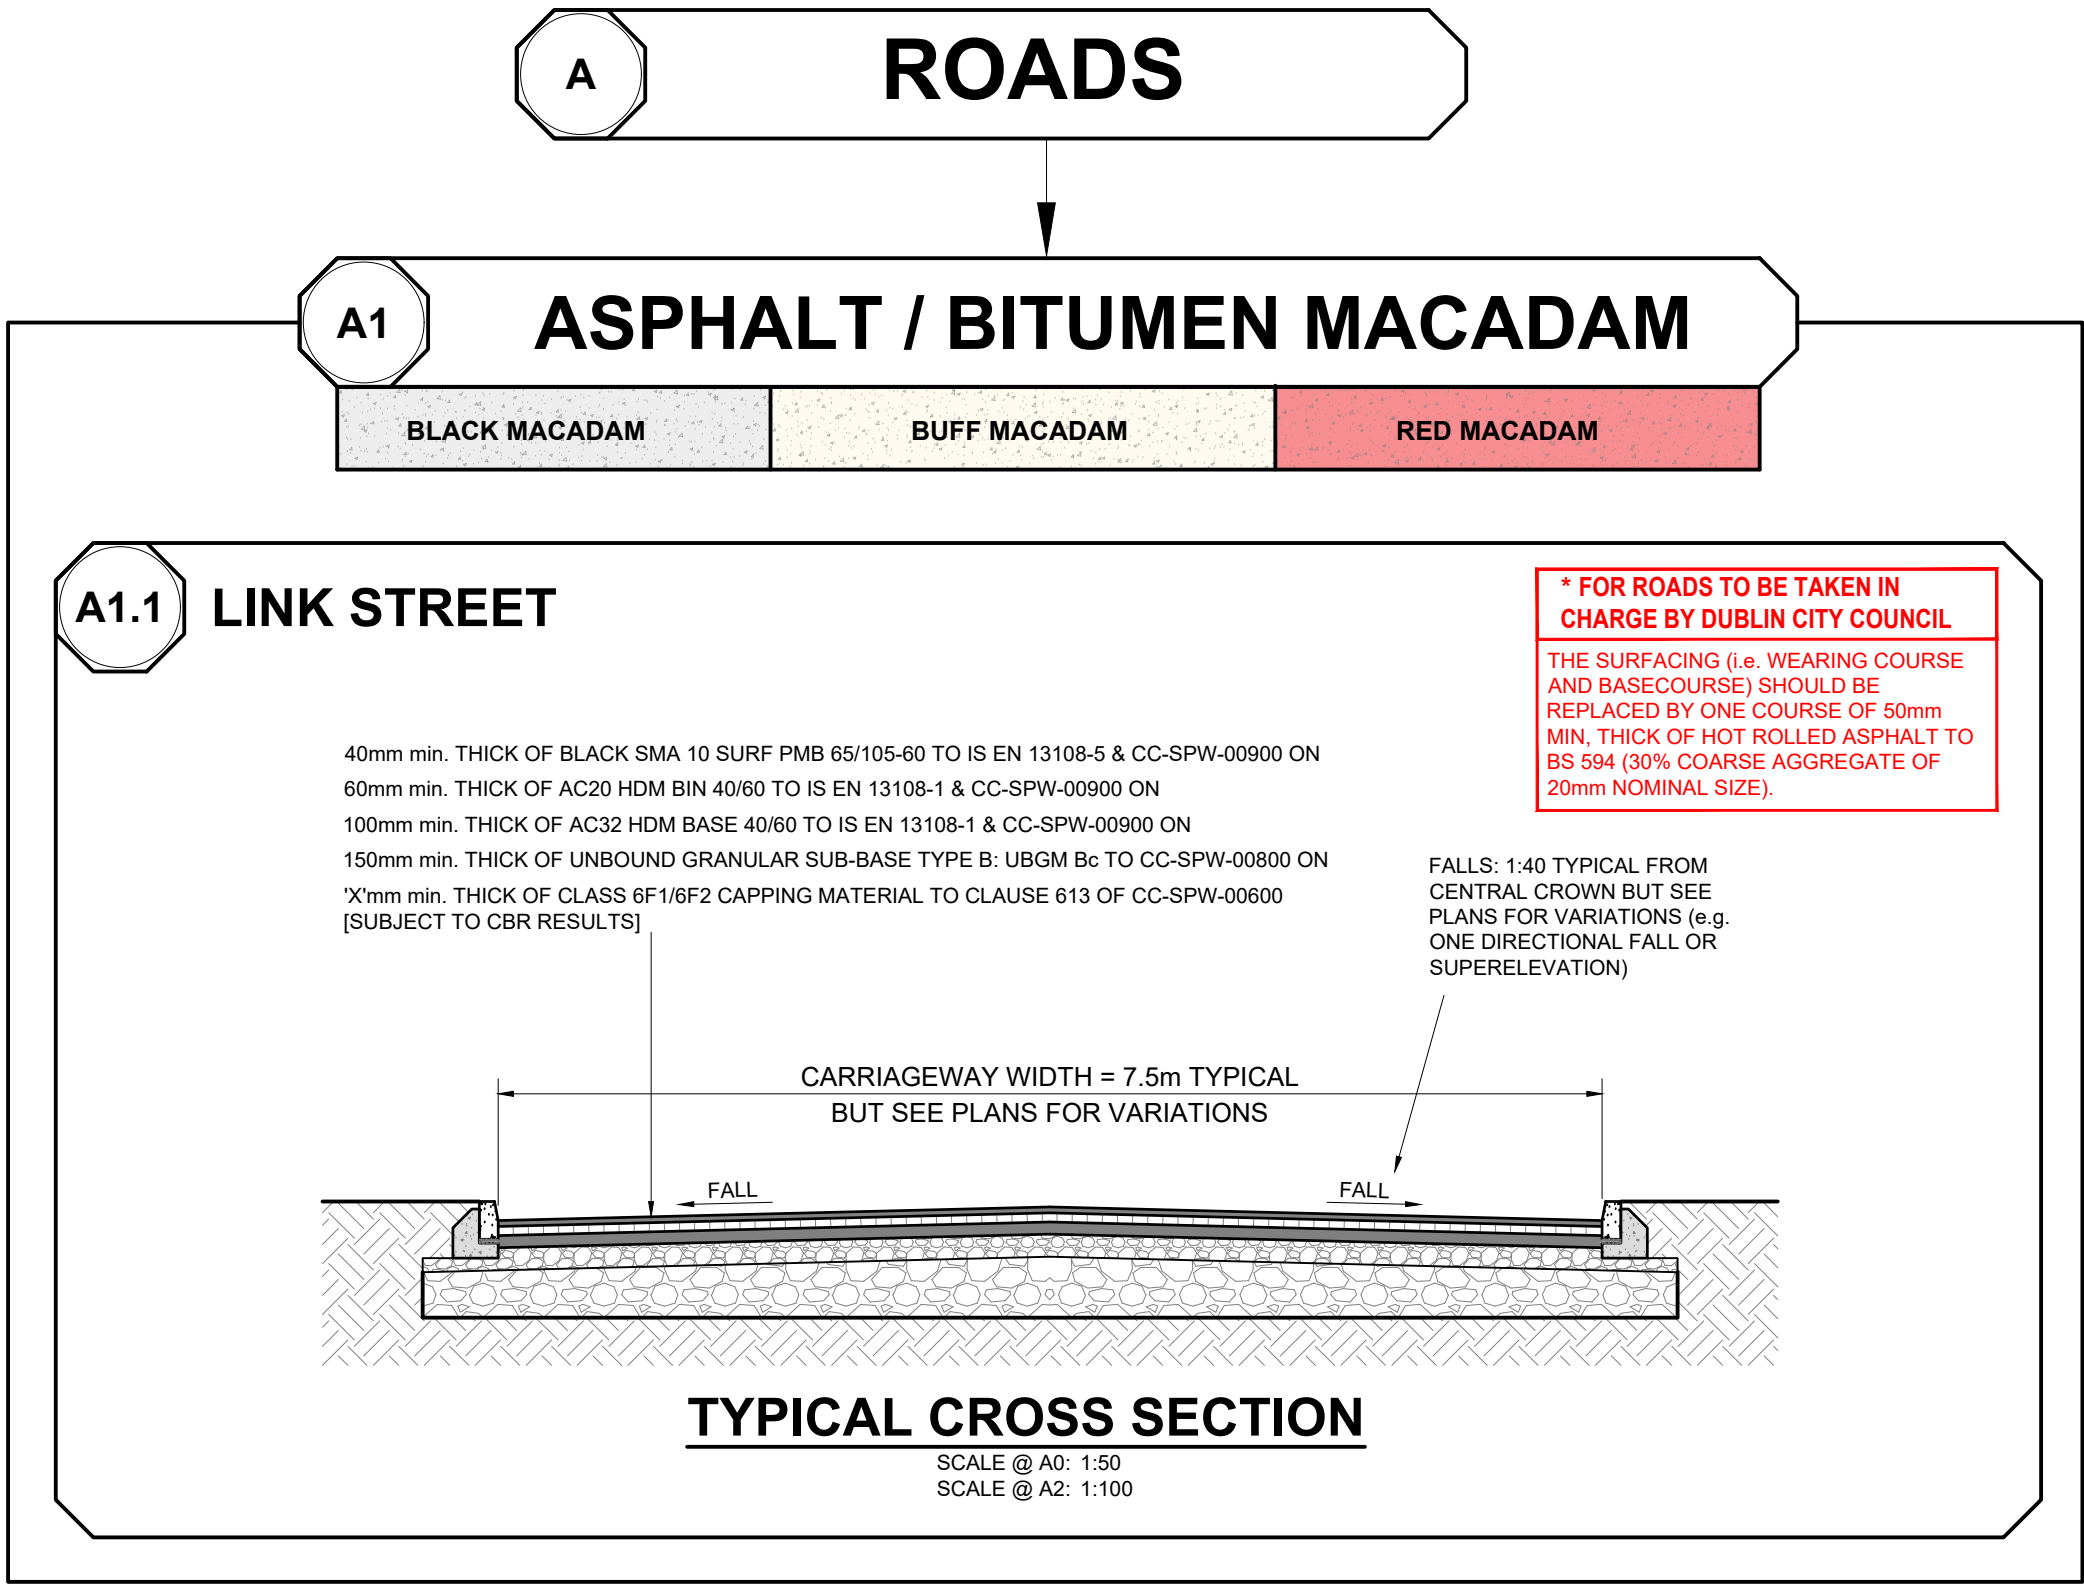 A
ROADS
A1
ASPHALT / BITUMEN MACADAM
BLACK MACADAM
BUFF MACADAM
RED MACADAM
A1.1
LINK STREET
* FOR ROADS TO BE TAKEN IN
CHARGE BY DUBLIN CITY COUNCIL
THE SURFACING (i.e. WEARING COURSE
AND BASECOURSE) SHOULD BE
REPLACED BY ONE COURSE OF 50mm
MIN, THICK OF HOT ROLLED ASPHALT TO
BS 594 (30% COARSE AGGREGATE OF
20mm NOMINAL SIZE).
40mm min. THICK OF BLACK SMA 10 SURF PMB 65/105-60 TO IS EN 13108-5 & CC-SPW-00900 ON
60mm min. THICK OF AC20 HDM BIN 40/60 TO IS EN 13108-1 & CC-SPW-00900 ON
100mm min. THICK OF AC32 HDM BASE 40/60 TO IS EN 13108-1 & CC-SPW-00900 ON
150mm min. THICK OF UNBOUND GRANULAR SUB-BASE TYPE B: UBGM Bc TO CC-SPW-00800 ON
'X'mm min. THICK OF CLASS 6F1/6F2 CAPPING MATERIAL TO CLAUSE 613 OF CC-SPW-00600
[SUBJECT TO CBR RESULTS]
FALLS: 1:40 TYPICAL FROM
CENTRAL CROWN BUT SEE
PLANS FOR VARIATIONS (e.g.
ONE DIRECTIONAL FALL OR
SUPERELEVATION)
CARRIAGEWAY WIDTH = 7.5m TYPICAL
BUT SEE PLANS FOR VARIATIONS
FALL
FALL
TYPICAL CROSS SECTION
SCALE @ A0: 1:50
SCALE @ A2: 1:100